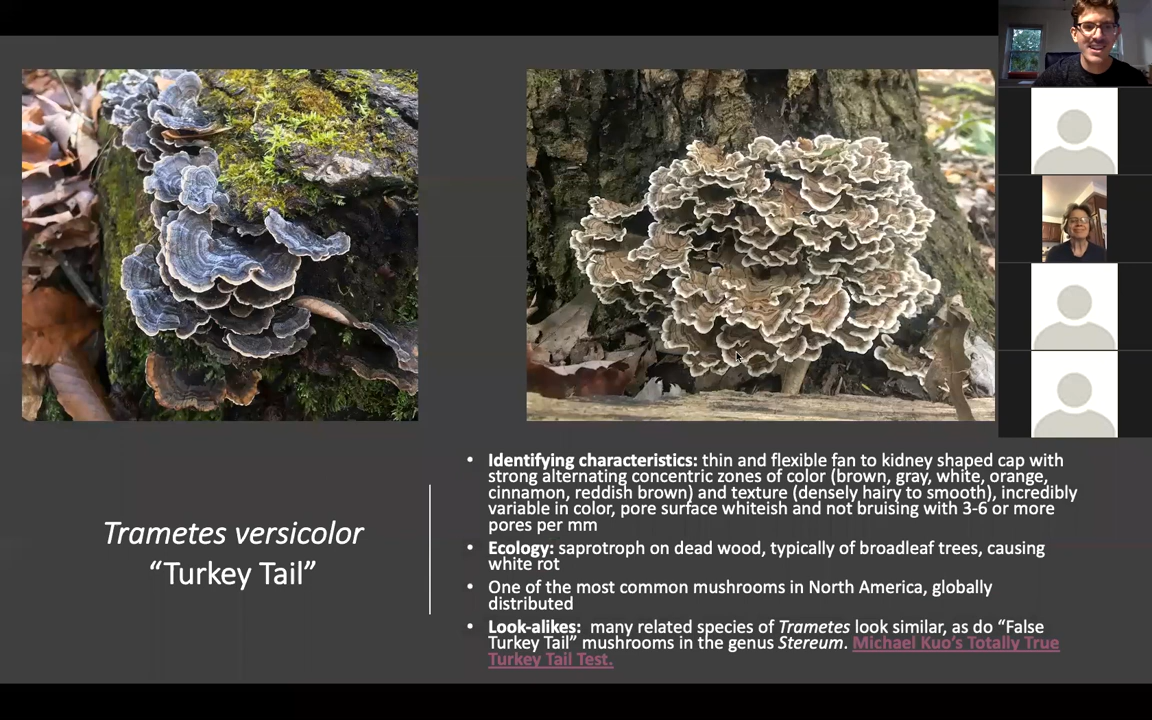 Trametes versicolor
“Turkey Tail”
• Identifying characteristics: thin and flexible fan to kidney shaped cap with
strong alternating concentric zones of color (brown, gray, white, orange,
cinnamon, reddish brown) and texture (densely hairy to smooth), incredibly
variable in color, pore surface whiteish and not bruising with 3-6 or more
pores per mm
• Ecology: saprotroph on dead wood, typically of broadleaf trees, causing
white rot
• One of the most common mushrooms in North America, globally
distributed
• Look-alikes: many related species of Trametes look similar, as do “False
Turkey Tail” mushrooms in the genus Stereum. Michael Kuo’s Totally True
Turkey Tail Test.